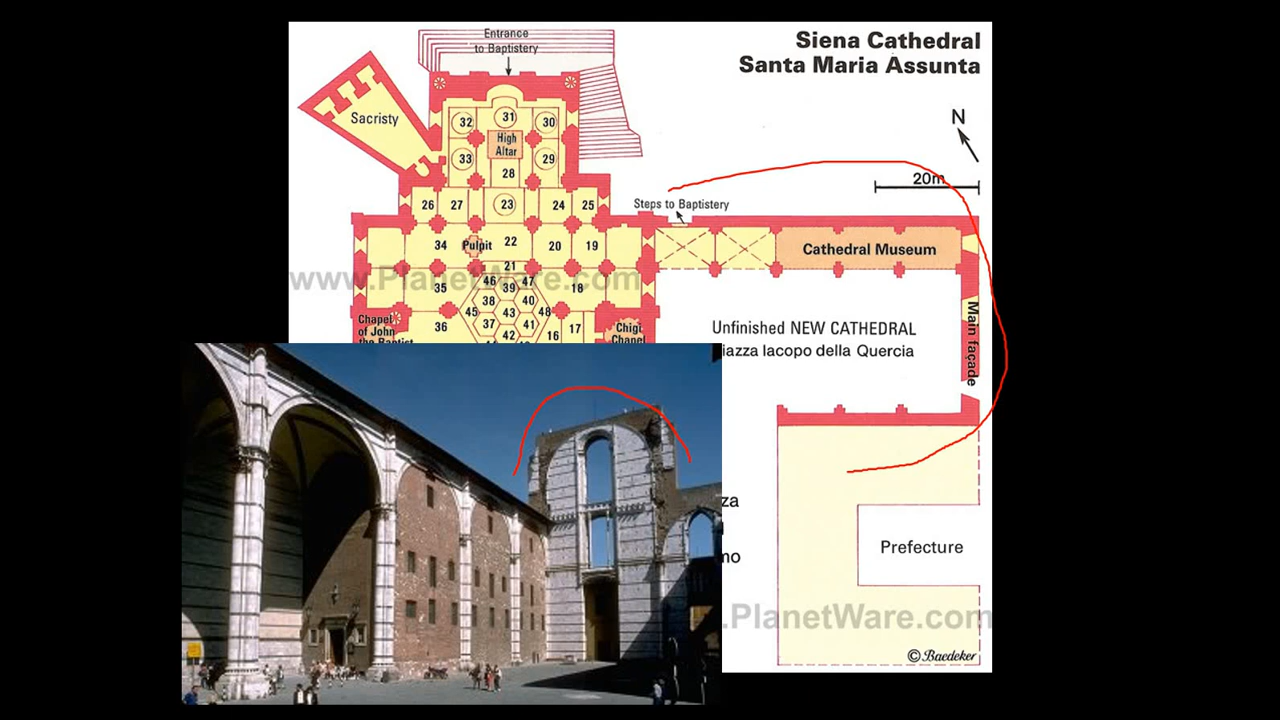 Entrance
to Baptistery
Siena Cathedral
Santa Maria Assunta
Sacristy
N
20m
32
31
30
High
Altar
33
29
28
26
27
23
24
25
Steps to Baptistery
34
Pulpit
22
20
19
Cathedral Museum
21
www.PlanetWare.com
35
46
39
47
18
38
40
45
43
48
37
41
36
42
16
17
Chapel
of John
the Baptist
Chigi
Chapel
Unfinished NEW CATHEDRAL
iazza Iacopo della Quercia
Main façade
za
mo
Prefecture
.PlanetWare.com
© Baedeker